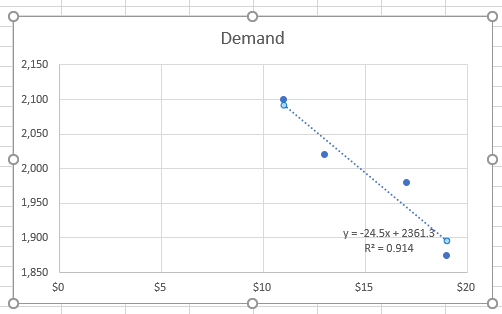 Demand
2,150
2,100
2,050
2,000
1,950
1,900
1,850
y = -24.5x + 2361.3
R² = 0.914
$0 $5 $10 $15 $20